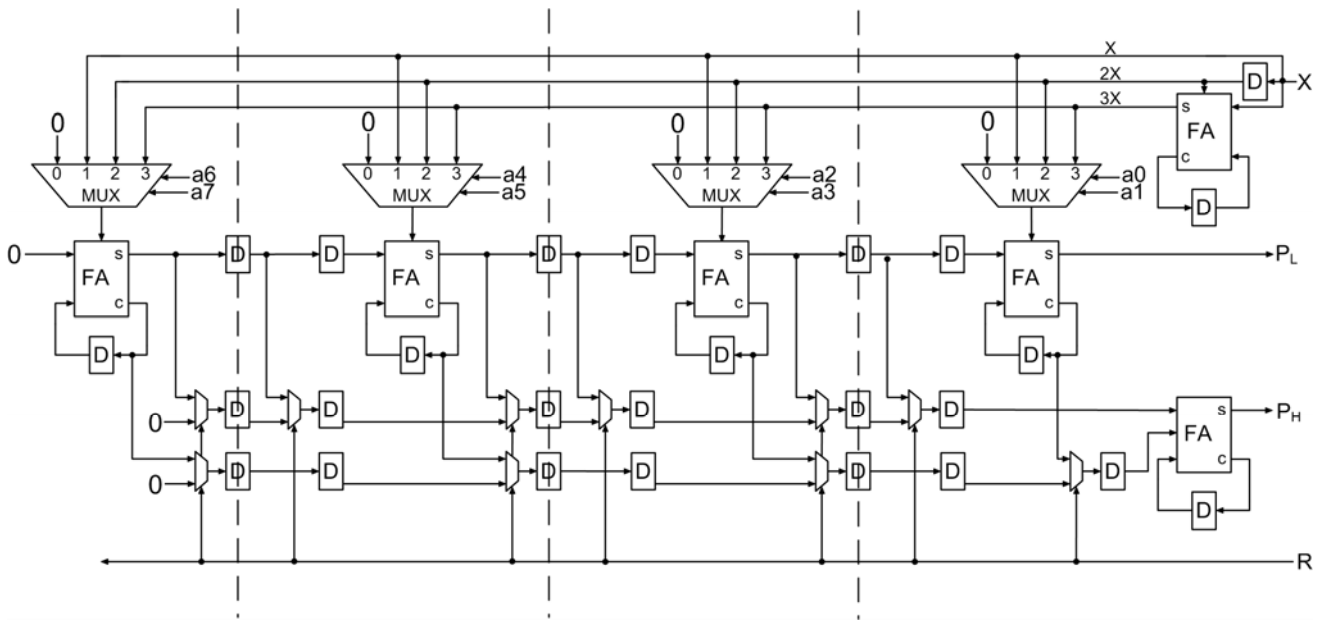 X
2X D X
3X s
FA
c
D
0 0 0 0
0 1 2 3 0 1 2 3 0 1 2 3 0 1 2 3
MUX a6 MUX a4 MUX a2 MUX a0
a7 a5 a3 a1
0 s D D s D D s D D s PL
FA FA FA FA
c c c c
D D D D
D D D D D D s PH
0 FA
c
0 D D D D D D D
D
R